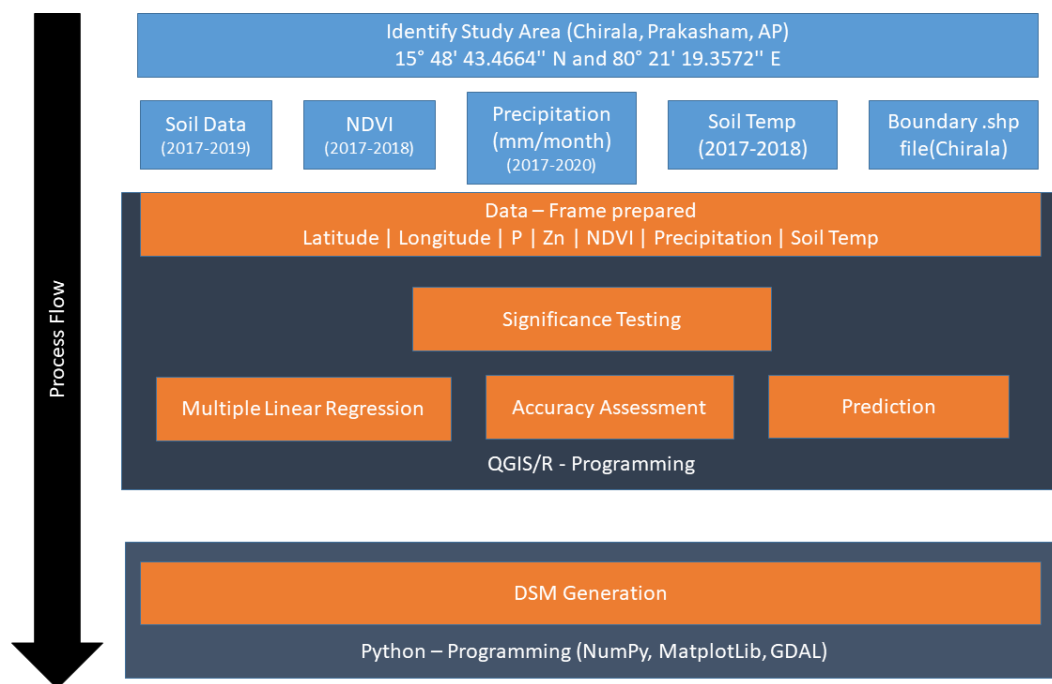 Identify Study Area (Chirala, Prakasham, AP)
15° 48' 43.4664'' N and 80° 21' 19.3572'' E
Soil Data
(2017-2019)
NDVI
(2017-2018)
Precipitation
(mm/month)
(2017-2020)
Soil Temp
(2017-2018)
Boundary .shp
file(Chirala)
Data – Frame prepared
Latitude | Longitude | P | Zn | NDVI | Precipitation | Soil Temp
Significance Testing
Multiple Linear Regression
Accuracy Assessment
Prediction
QGIS/R - Programming
DSM Generation
Python – Programming (NumPy, MatplotLib, GDAL)
Process Flow